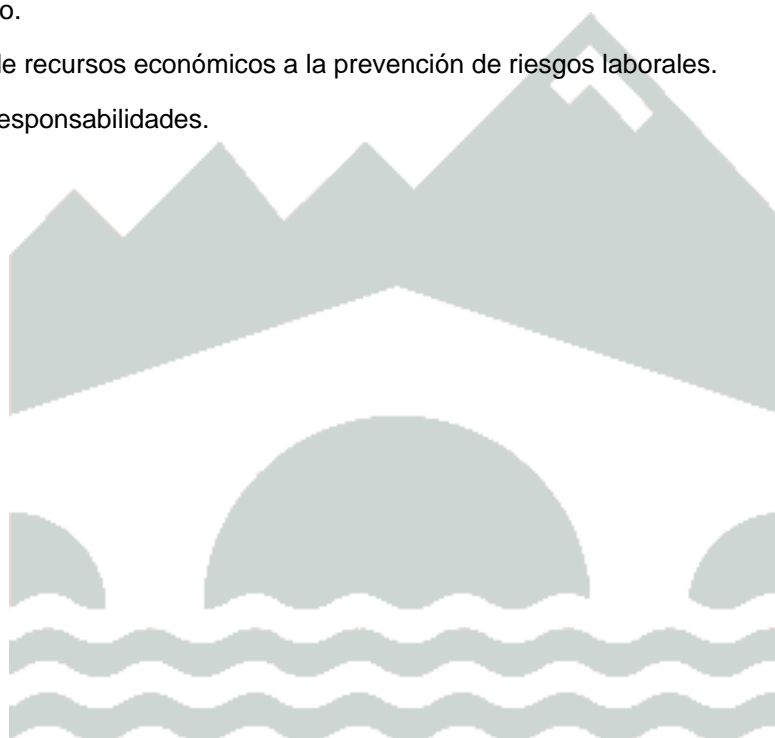 o.
le recursos económicos a la prevención de riesgos laborales.
esponsabilidades.